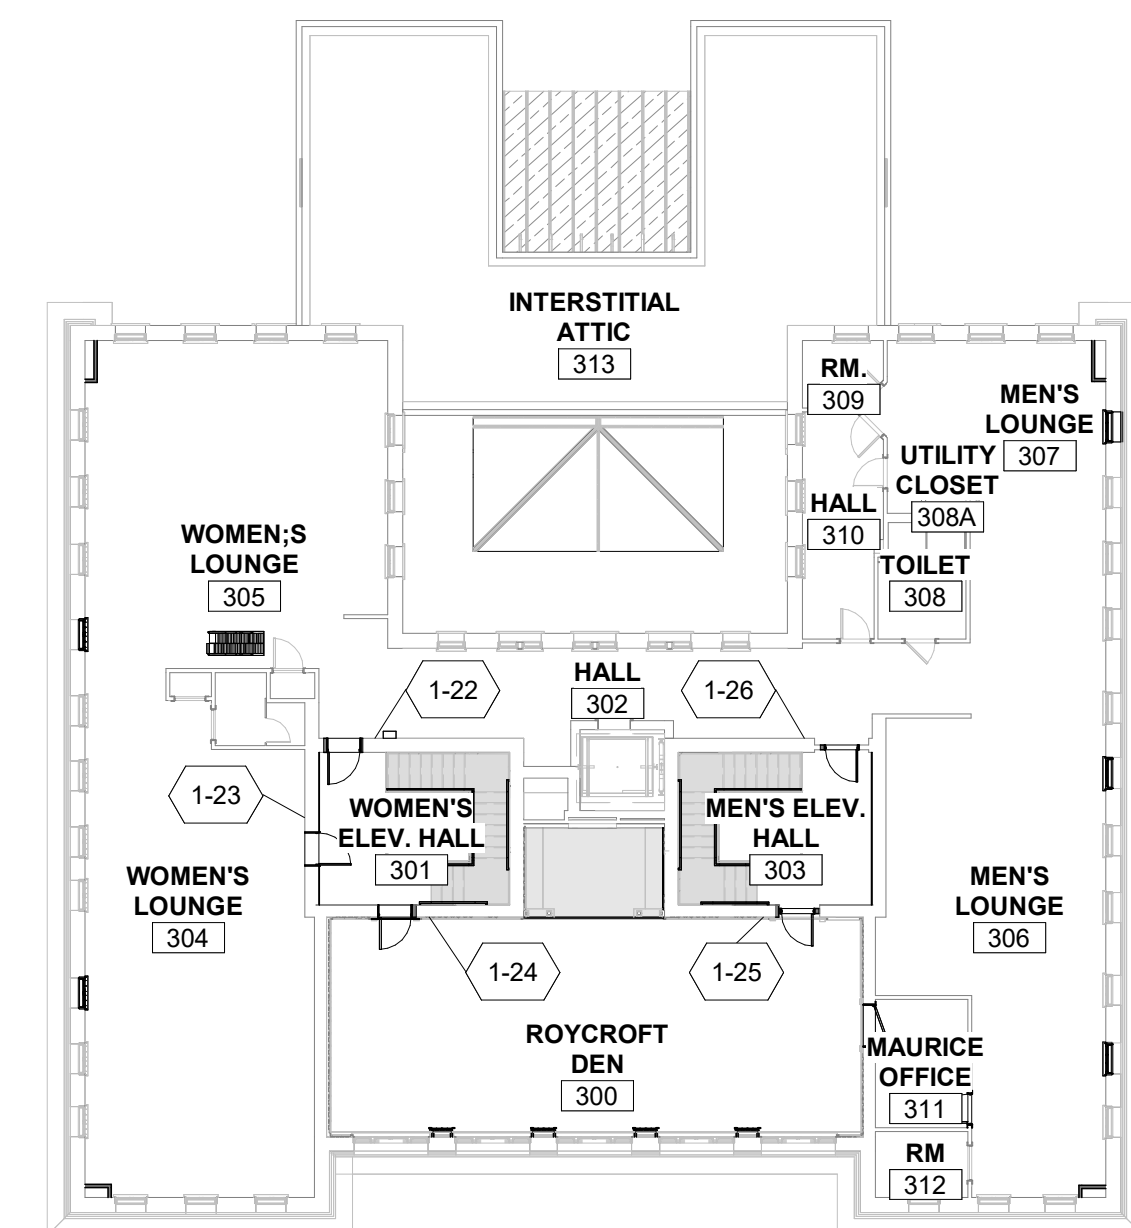 INTERSTITIAL
ATTIC
313
RM.
309
MEN'S
LOUNGE
307
UTILITY
CLOSET
308A
HALL
310
TOILET
308
WOMEN;S
LOUNGE
305
HALL
302
1-22
1-26
1-23
WOMEN'S
ELEV. HALL
301
MEN'S ELEV.
HALL
303
WOMEN'S
LOUNGE
304
MEN'S
LOUNGE
306
1-24
1-25
ROYCROFT
DEN
300
MAURICE
OFFICE
311
RM
312